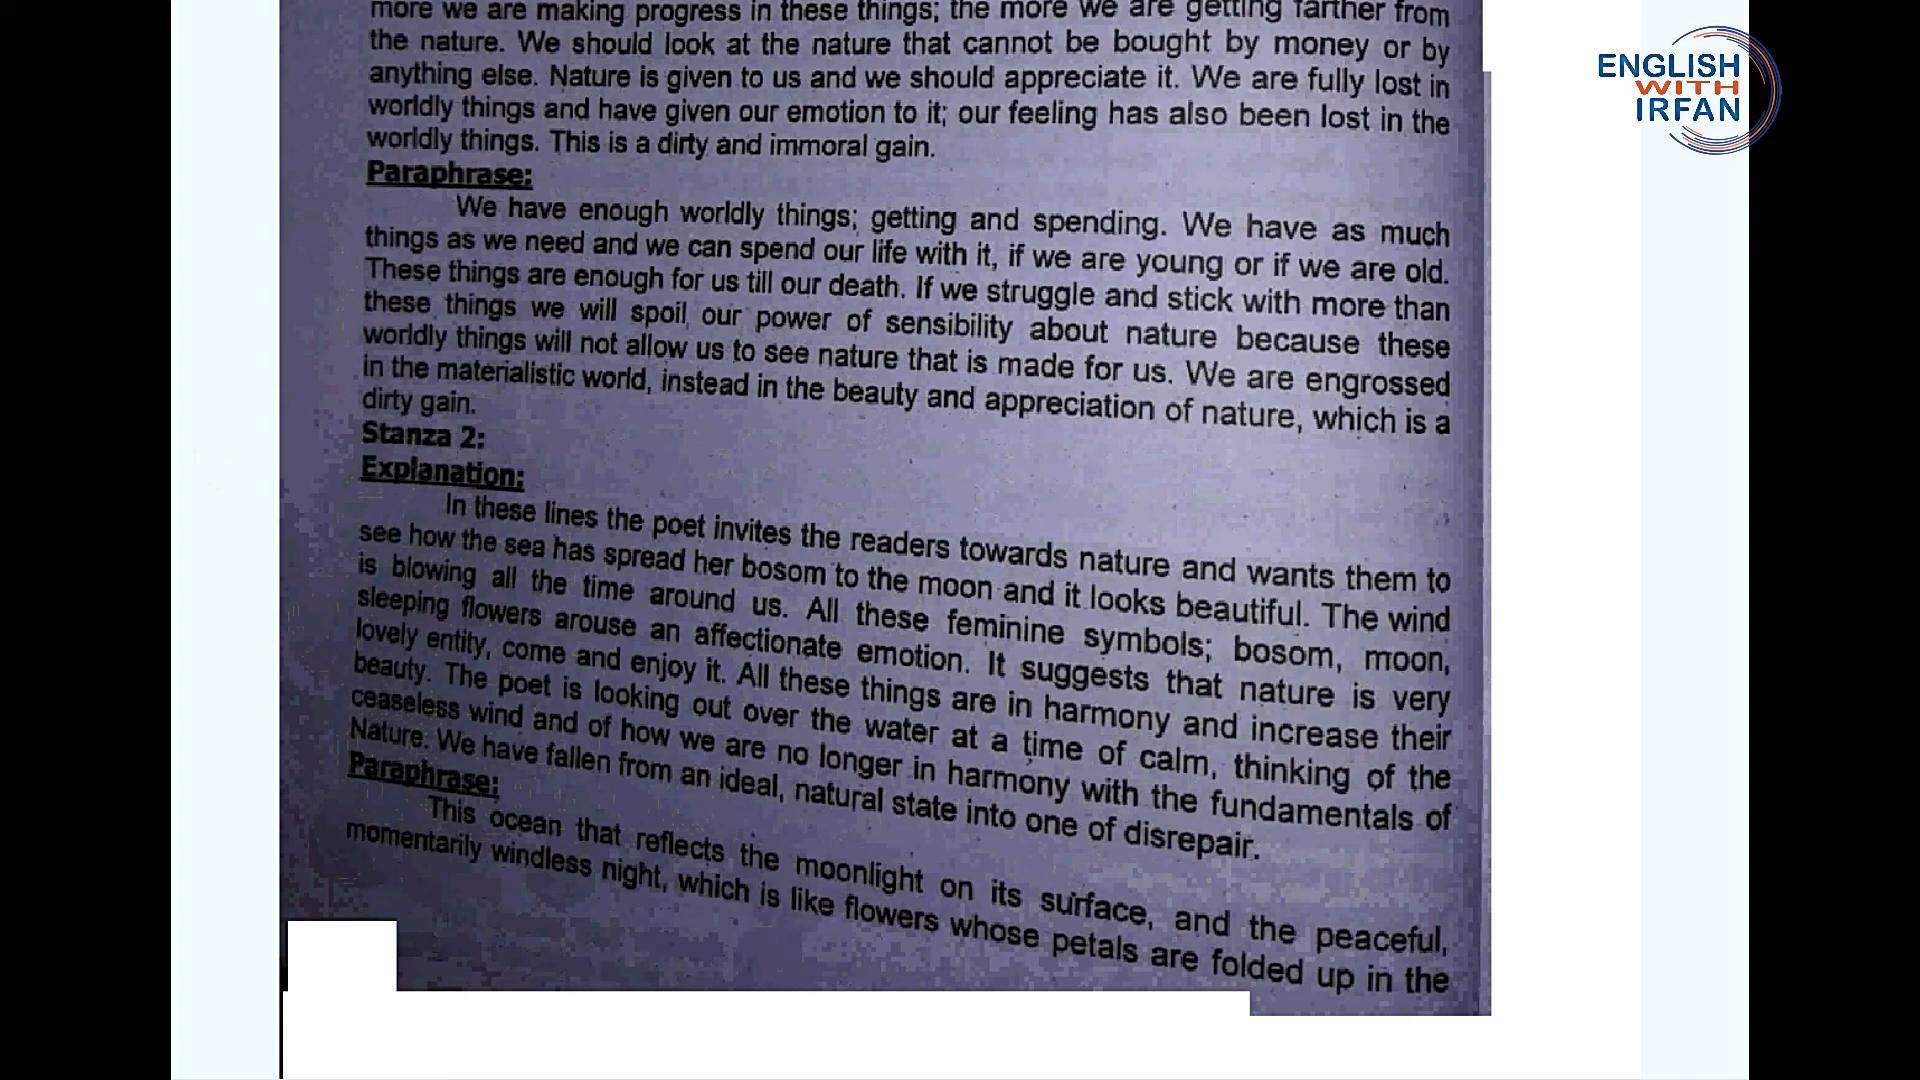 more we are making progress in these things; the more we are getting farther from
the nature. We should look at the nature that cannot be bought by money or by
anything else. Nature is given to us and we should appreciate it. We are fully lost in
worldly things and have given our emotion to it; our feeling has also been lost in the
worldly things. This is a dirty and immoral gain.
Paraphrase:
We have enough worldly things; getting and spending. We have as much
things as we need and we can spend our life with it, if we are young or if we are old.
These things are enough for us till our death. If we struggle and stick with more than
these things we will spoil our power of sensibility about nature because these
worldly things will not allow us to see nature that is made for us. We are engrossed
in the materialistic world, instead in the beauty and appreciation of nature, which is a
dirty gain.
Stanza 2:
Explanation:
In these lines the poet invites the readers towards nature and wants them to
see how the sea has spread her bosom to the moon and it looks beautiful. The wind
is blowing all the time around us. All these feminine symbols; bosom, moon,
sleeping flowers arouse an affectionate emotion. It suggests that nature is very
lovely entity, come and enjoy it. All these things are in harmony and increase their
beauty. The poet is looking out over the water at a time of calm, thinking of the
ceaseless wind and of how we are no longer in harmony with the fundamentals of
Nature. We have fallen from an ideal, natural state into one of disrepair.
Paraphrase:
This ocean that reflects the moonlight on its surface, and the peaceful,
momentarily windless night, which is like flowers whose petals are folded up in the
ENGLISH
WITH
IRFAN